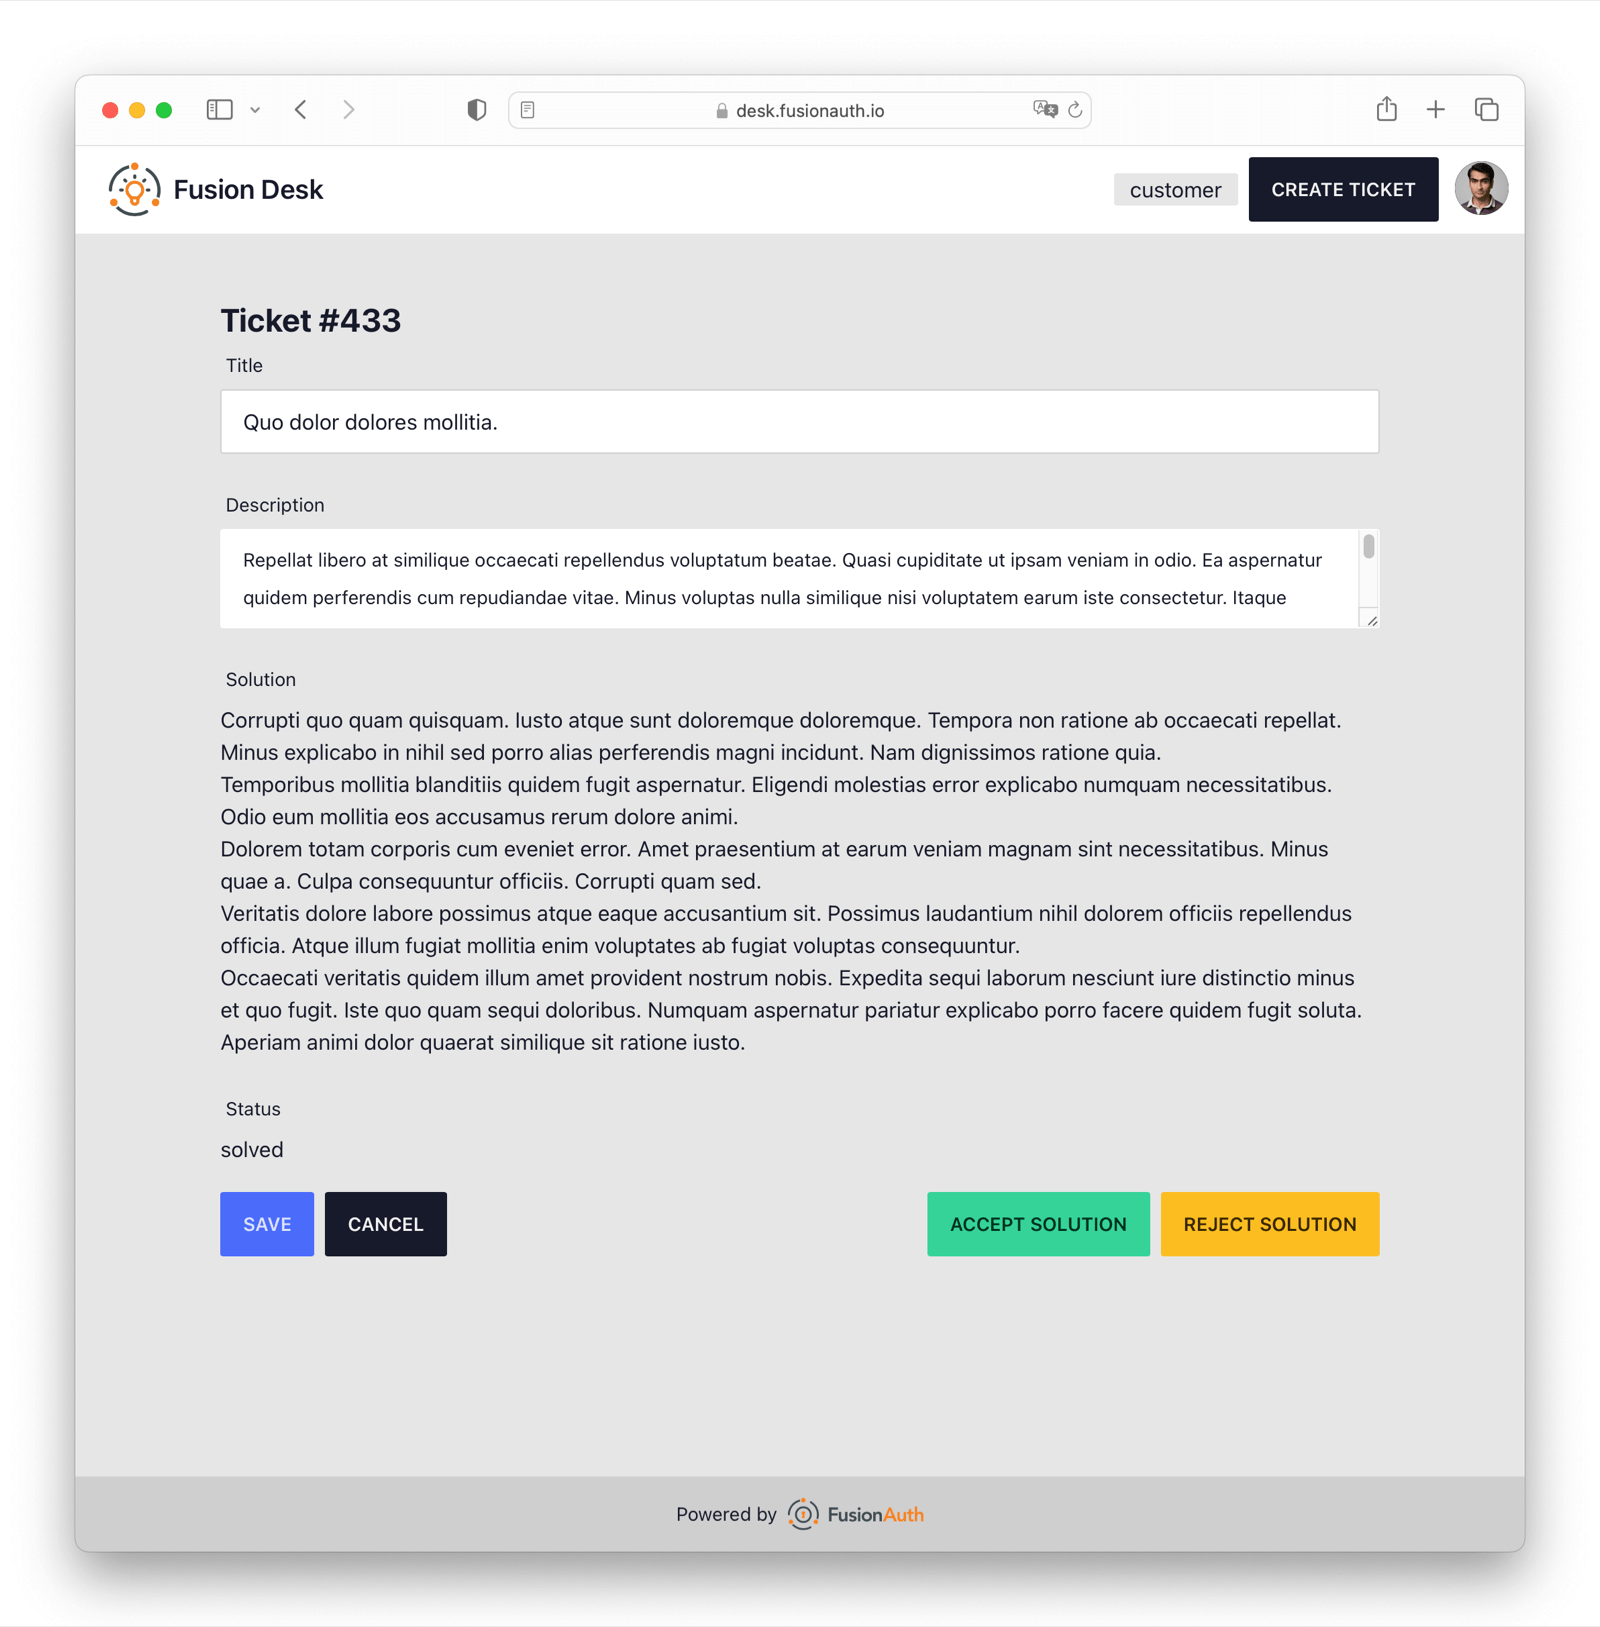 desk.fusionauth.io
Fusion Desk
customer
CREATE TICKET
Ticket #433
Title
Quo dolor dolores mollitia.
Description
Repellat libero at similique occaecati repellendus voluptatum beatae. Quasi cupiditate ut ipsam veniam in odio. Ea aspernatur
quidem perferendis cum repudiandae vitae. Minus voluptas nulla similique nisi voluptatem earum iste consectetur. Itaque
Solution
Corrupti quo quam quisquam. Iusto atque sunt doloremque doloremque. Tempora non ratione ab occaecati repellat.
Minus explicabo in nihil sed porro alias perferendis magni incidunt. Nam dignissimos ratione quia.
Temporibus mollitia blanditiis quidem fugit aspernatur. Eligendi molestias error explicabo numquam necessitatibus.
Odio eum mollitia eos accusamus rerum dolore animi.
Dolorem totam corporis cum eveniet error. Amet praesentium at earum veniam magnam sint necessitatibus. Minus
quae a. Culpa consequuntur officiis. Corrupti quam sed.
Veritatis dolore labore possimus atque eaque accusantium sit. Possimus laudantium nihil dolorem officiis repellendus
officia. Atque illum fugiat mollitia enim voluptates ab fugiat voluptas consequuntur.
Occaecati veritatis quidem illum amet provident nostrum nobis. Expedita sequi laborum nesciunt iure distinctio minus
et quo fugit. Iste quo quam sequi doloribus. Numquam aspernatur pariatur explicabo porro facere quidem fugit soluta.
Aperiam animi dolor quaerat similique sit ratione iusto.
Status
solved
SAVE
CANCEL
ACCEPT SOLUTION
REJECT SOLUTION
Powered by FusionAuth